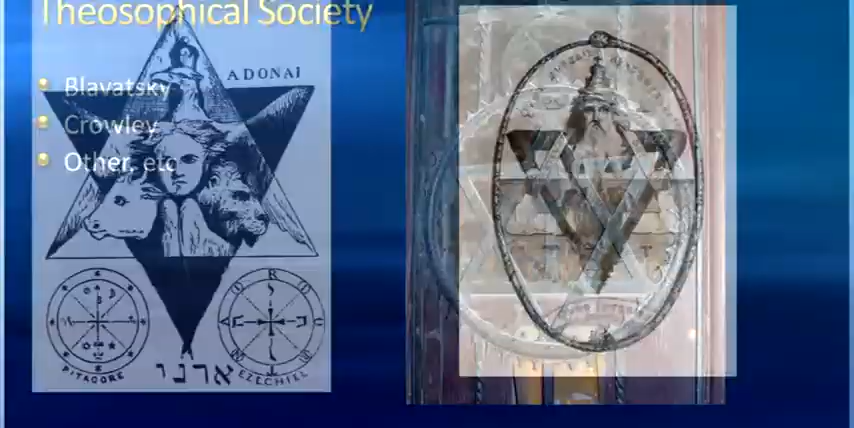 Theosophical Society
Blavatsky
Crowley
Other, etc
ADONAI
PITAGORE
EZECHIEL
אדני